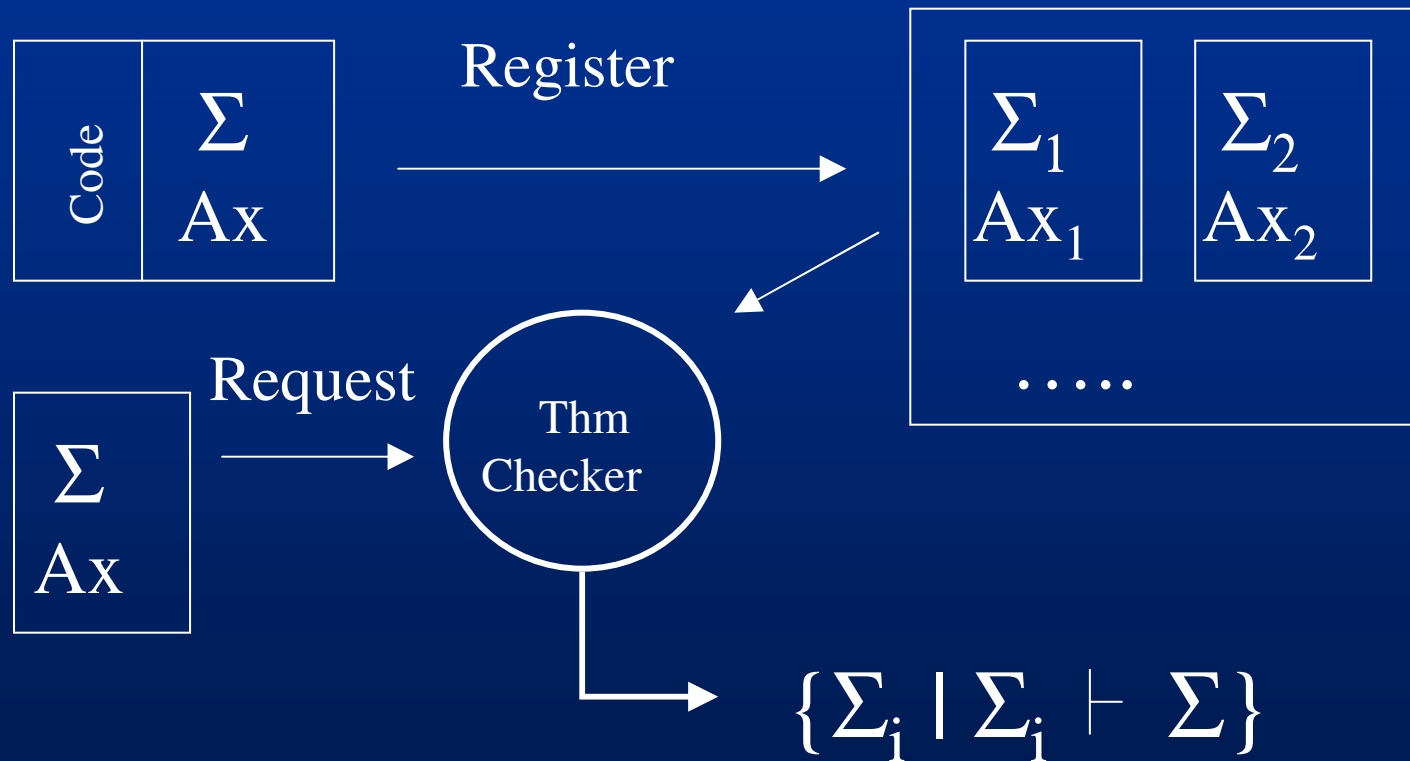 Code
Σ
Ax
Register
Σ₁
Ax₁
Σ₂
Ax₂
.....
Request
Σ
Ax
Thm
Checker
{Σᵢ | Σᵢ ⊢ Σ}